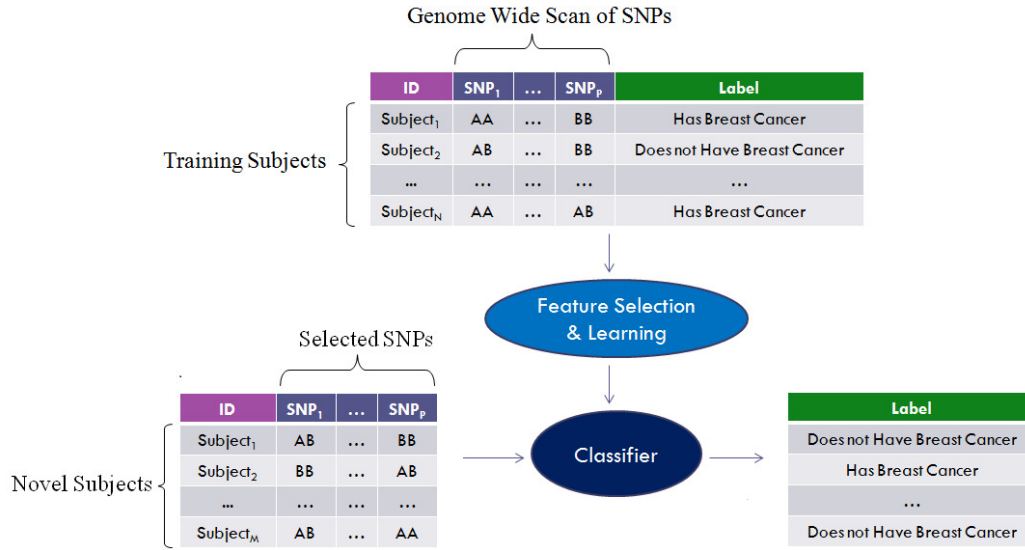 Genome Wide Scan of SNPs
ID SNP₁ ... SNPₚ Label
Subject₁ AA ... BB Has Breast Cancer
Training Subjects
Subject₂ AB ... BB Does not Have Breast Cancer
... ... ... ... ...
Subject_N AA ... AB Has Breast Cancer
Feature Selection
& Learning
Selected SNPs
ID SNP₁ ... SNPₚ
Subject₁ AB ... BB
Novel Subjects
Subject₂ BB ... AB
... ... ... ...
Subject_M AB ... AA
Classifier
Label
Does not Have Breast Cancer
Has Breast Cancer
...
Does not Have Breast Cancer